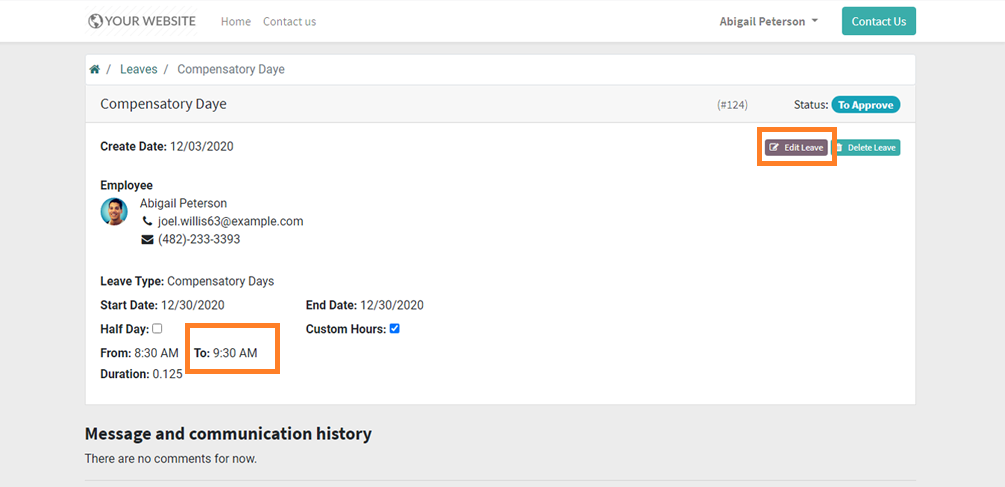 YOUR WEBSITE Home Contact us Abigail Peterson Contact Us
/ Leaves / Compensatory Daye
Compensatory Daye (#124) Status: To Approve
Create Date: 12/03/2020 Edit Leave Delete Leave
Employee
Abigail Peterson
joel.willis63@example.com
(482)-233-3393
Leave Type: Compensatory Days
Start Date: 12/30/2020 End Date: 12/30/2020
Half Day: Custom Hours:
From: 8:30 AM To: 9:30 AM
Duration: 0.125
Message and communication history
There are no comments for now.